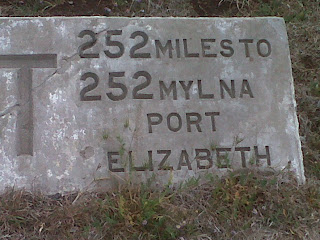 252 MILES TO
252 MYL NA
PORT
ELIZABETH